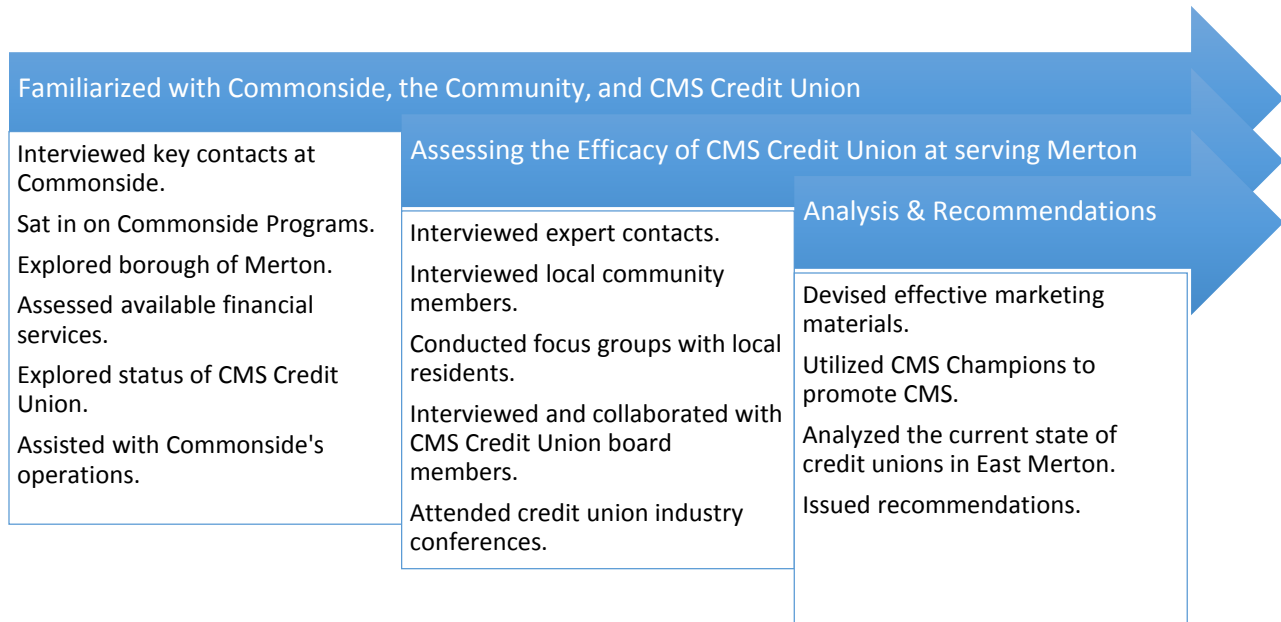 Familiarized with Commonside, the Community, and CMS Credit Union
Interviewed key contacts at
Commonside.
Sat in on Commonside Programs.
Explored borough of Merton.
Assessed available financial
services.
Explored status of CMS Credit
Union.
Assisted with Commonside's
operations.
Assessing the Efficacy of CMS Credit Union at serving Merton
Interviewed expert contacts.
Interviewed local community
members.
Conducted focus groups with local
residents.
Interviewed and collaborated with
CMS Credit Union board
members.
Attended credit union industry
conferences.
Analysis & Recommendations
Devised effective marketing
materials.
Utilized CMS Champions to
promote CMS.
Analyzed the current state of
credit unions in East Merton.
Issued recommendations.